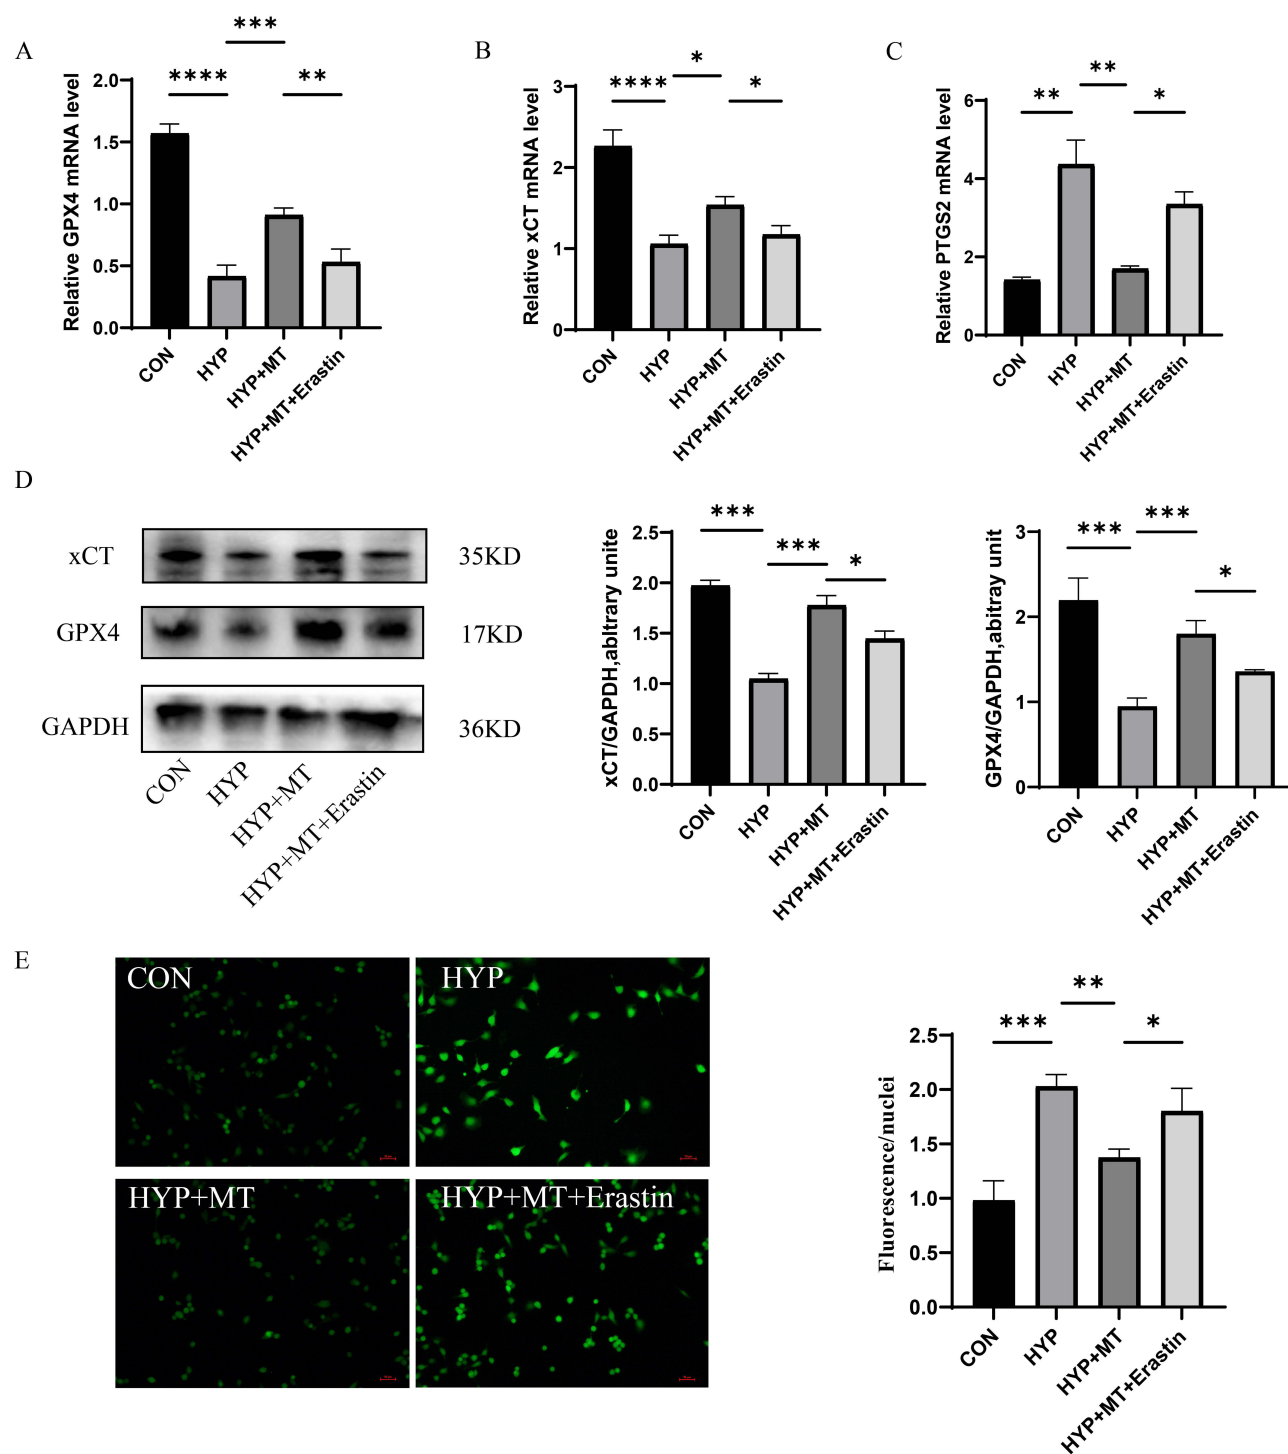 A
Relative GPX4 mRNA level
2.0
1.5
1.0
0.5
0.0
****
***
**
CON
HYP
HYP+MT
HYP+MT+Erastin
B
Relative xCT mRNA level
3
2
1
0
****
*
*
CON
HYP
HYP+MT
HYP+MT+Erastin
C
Relative PTGS2 mRNA level
6
4
2
0
**
**
*
CON
HYP
HYP+MT
HYP+MT+Erastin
D
xCT 35KD
GPX4 17KD
GAPDH 36KD
CON
HYP
HYP+MT
HYP+MT+Erastin
xCT/GAPDH,abltrary unite
2.5
2.0
1.5
1.0
0.5
0.0
***
***
*
CON
HYP
HYP+MT
HYP+MT+Erastin
GPX4/GAPDH,abitray unit
3
2
1
0
***
***
*
CON
HYP
HYP+MT
HYP+MT+Erastin
E
CON
HYP
HYP+MT
HYP+MT+Erastin
Fluorescence/nuclei
2.5
2.0
1.5
1.0
0.5
0.0
***
**
*
CON
HYP
HYP+MT
HYP+MT+Erastin